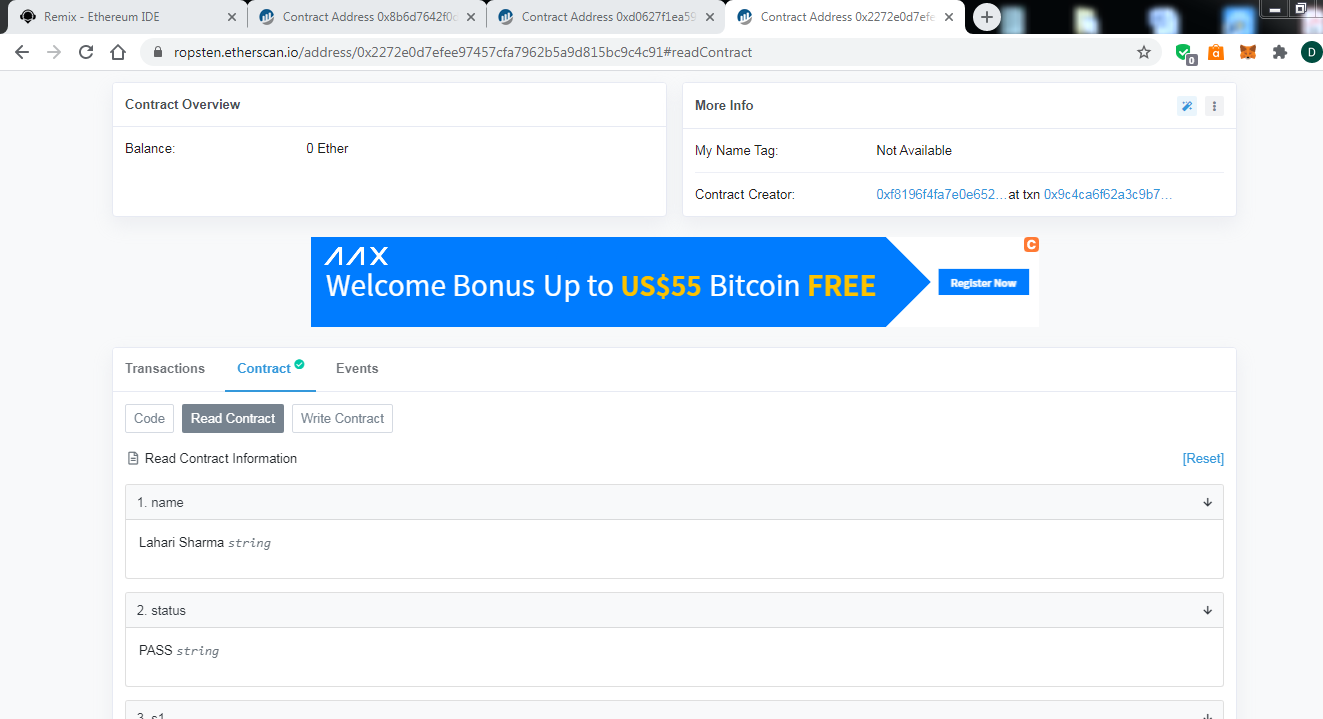 Remix - Ethereum IDE
Contract Address 0x8b6d7642f0c
Contract Address 0xd0627f1ea59
Contract Address 0x2272e0d7efe
ropsten.etherscan.io/address/0x2272e0d7efee97457cfa7962b5a9d815bc9c4c91#readContract
0
a
D
Contract Overview
Balance: 0 Ether
More Info
My Name Tag: Not Available
Contract Creator: 0xf8196f4fa7e0e652... at txn 0x9c4ca6f62a3c9b7...
AAX
Welcome Bonus Up to US$55 Bitcoin FREE
Register Now
C
Transactions Contract Events
Code Read Contract Write Contract
Read Contract Information [Reset]
1. name
Lahari Sharma string
2. status
PASS string
3. s1